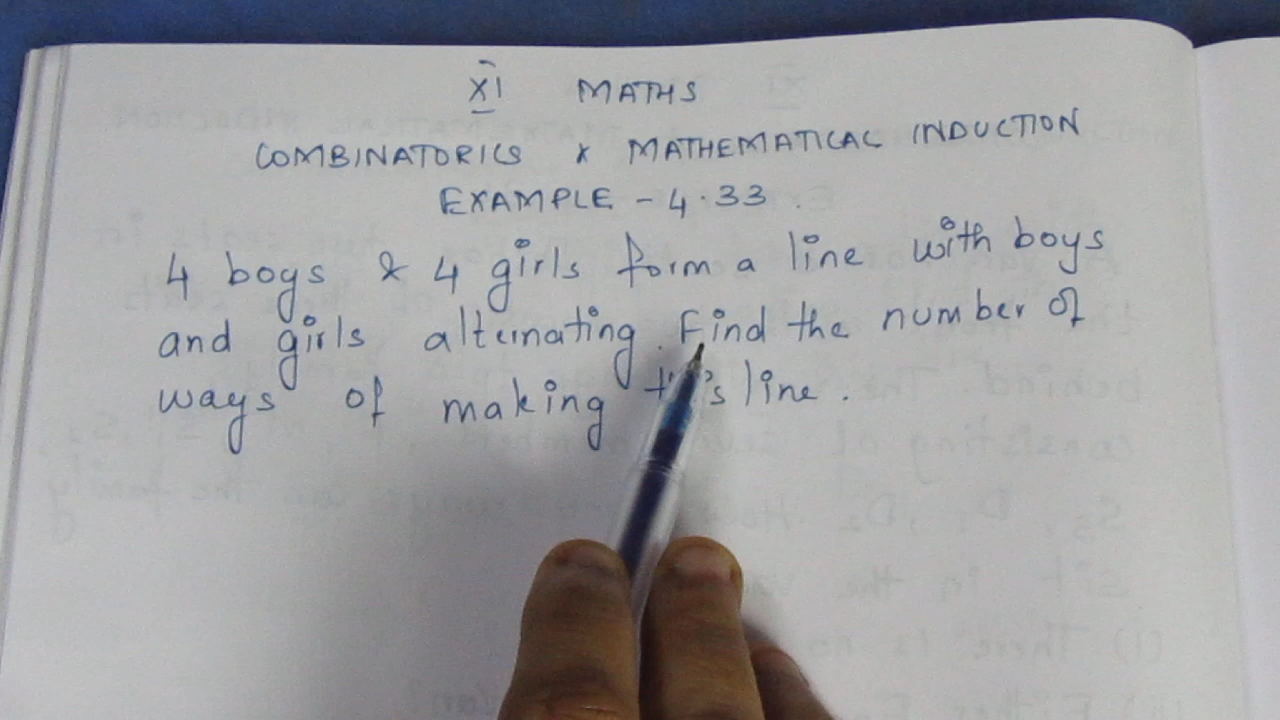 XI MATHS
COMBINATORICS & MATHEMATICAL INDUCTION
EXAMPLE - 4.33.
4 boys & 4 girls form a line with boys
and girls alternating. Find the number of
ways of making line.